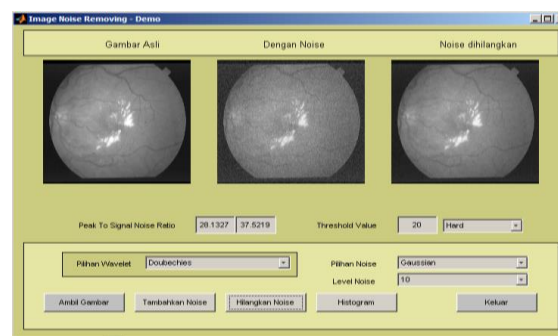 Image Noise Removing - Demo
Gambar Asli Dengan Noise Noise dihilangkan
Peak To Signal Noise Ratio 28.1327 37.5219 Threshold Value 20 Hard
Pilihan Wavelet Doubechies Pilihan Noise Gaussian
Level Noise 10
Ambil Gambar Tambahkan Noise Hilangkan Noise Histogram Keluar